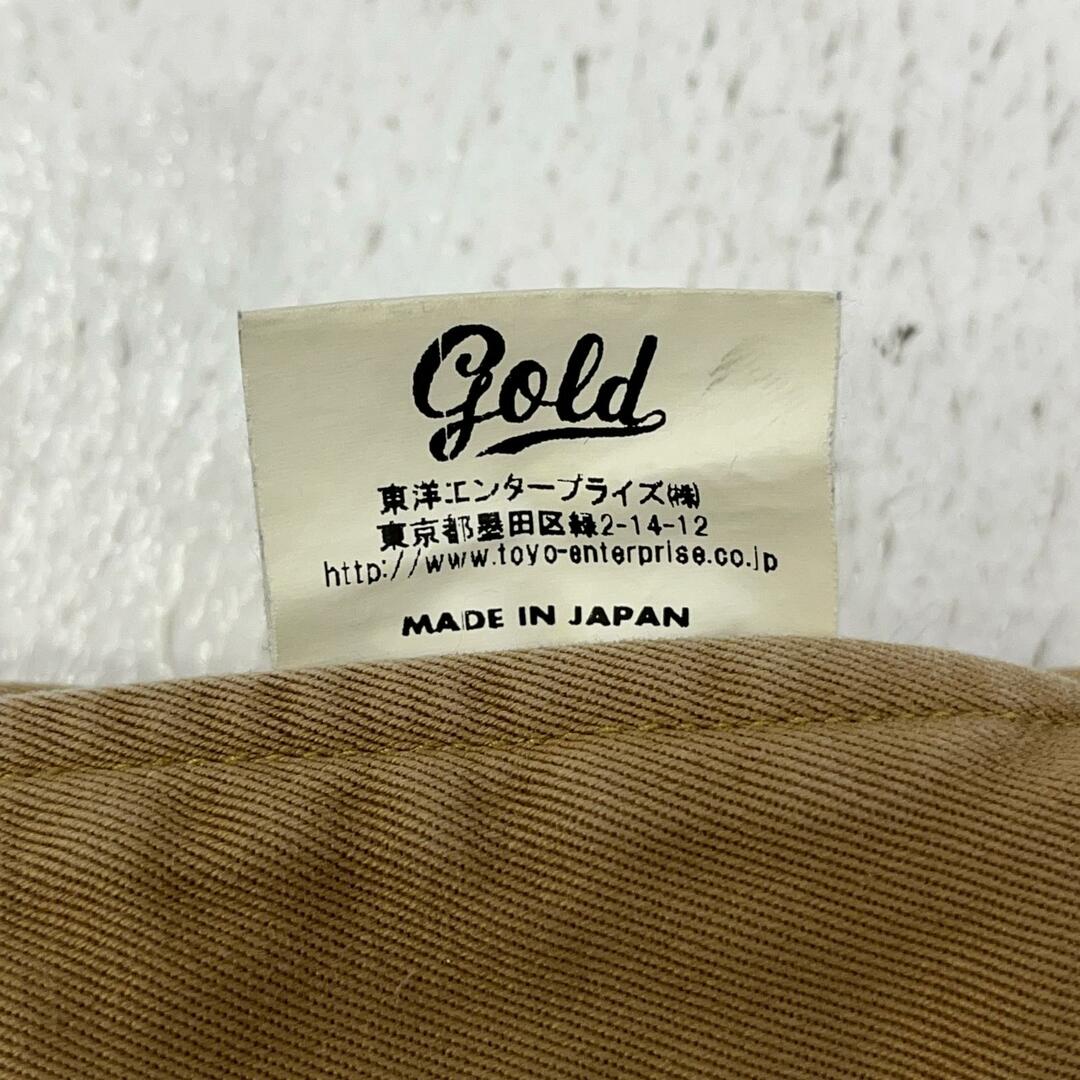 Gold
東洋エンタープライズ㈱
東京都墨田区緑2-14-12
http://www.toyo-enterprise.co.jp
MADE IN JAPAN